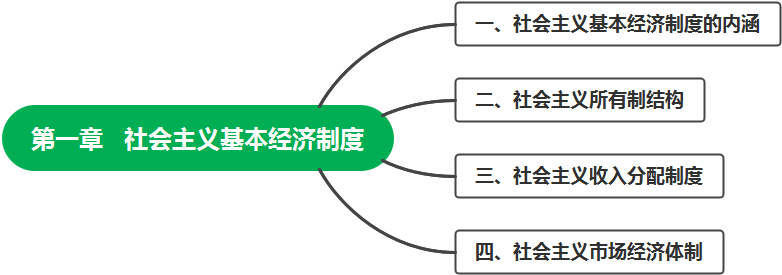 第一章 社会主义基本经济制度
一、社会主义基本经济制度的内涵
二、社会主义所有制结构
三、社会主义收入分配制度
四、社会主义市场经济体制